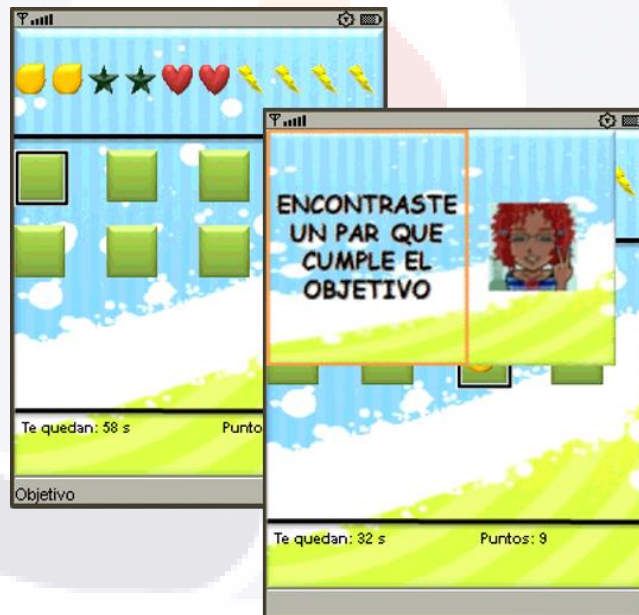 Te quedan: 58 s
Objetivo
ENCONTRASTE
UN PAR QUE
CUMPLE EL
OBJETIVO
Te quedan: 32 s Puntos: 9